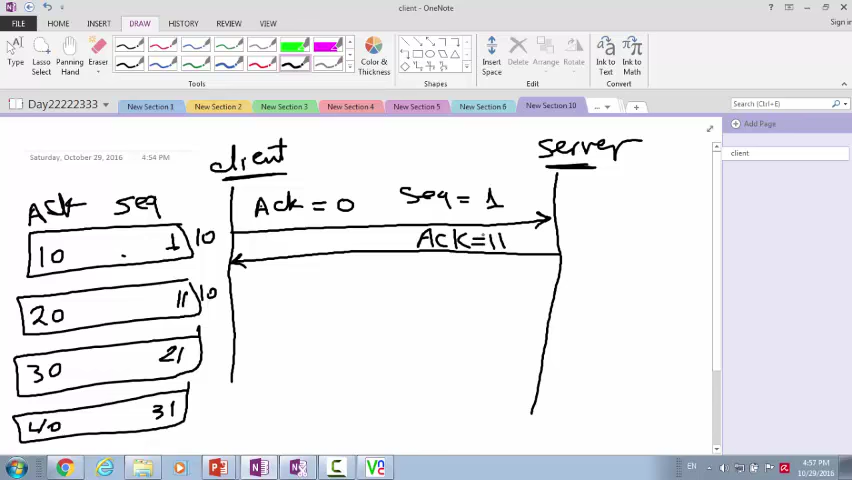 client - OneNote
FILE HOME INSERT DRAW HISTORY REVIEW VIEW
Sign in
Type
Lasso Select
Panning Hand
Eraser
Color & Thickness
Insert Space
Delete
Arrange
Rotate
Ink to Text
Ink to Math
Tools
Shapes
Edit
Convert
Day22222333
New Section 1
New Section 2
New Section 3
New Section 4
New Section 5
New Section 6
New Section 10
...
Search (Ctrl+E)
Add Page
client
Saturday, October 29, 2016 4:54 PM
client
server
Ack seq
Ack = 0 Seq = 1
10 1 10
Ack=11
20 11 10
30 21
40 31
EN
4:57 PM
10/29/2016